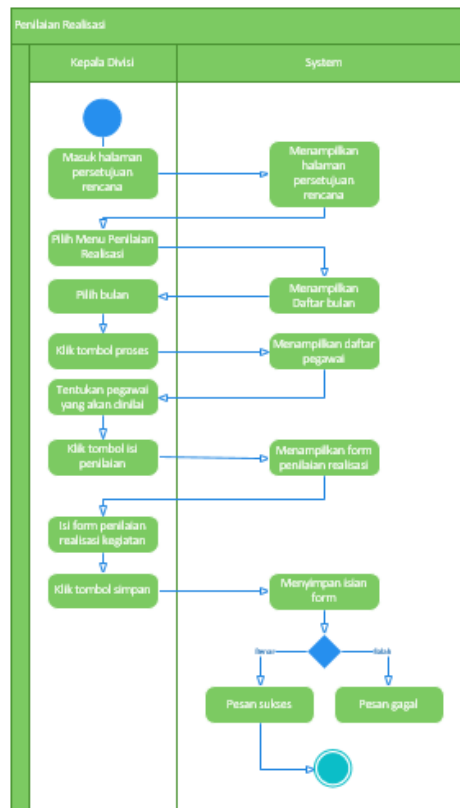 Penilaian Realisasi
Kepala Divisi
System
Masuk halaman
persetujuan
rencana
Menampilkan
halaman
persetujuan
rencana
Pilih Menu Penilaian
Realisasi
Menampilkan
Daftar bulan
Pilih bulan
Klik tombol proses
Menampilkan daftar
pegawai
Tentukan pegawai
yang akan dinilai
Klik tombol isi
penilaian
Menampilkan form
penilaian realisasi
Isi form penilaian
realisasi kegiatan
Klik tombol simpan
Menyimpan isian
form
Pesan sukses
Pesan gagal